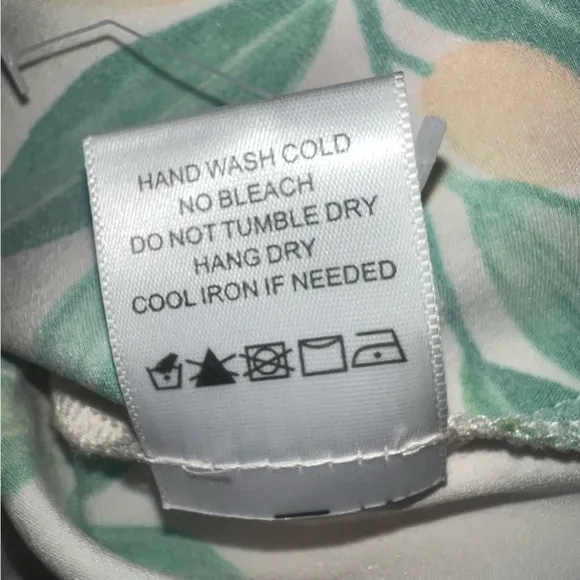 HAND WASH COLD
NO BLEACH
DO NOT TUMBLE DRY
HANG DRY
COOL IRON IF NEEDED